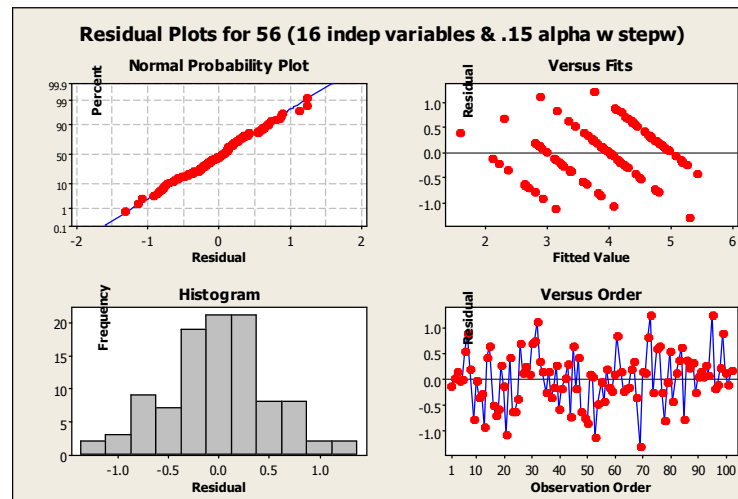 Residual Plots for 56 (16 indep variables & .15 alpha w stepw)
Normal Probability Plot
Percent
99.9
99
90
50
10
1
0.1
-2 -1 0 1 2
Residual
Versus Fits
Residual
1.0
0.5
0.0
-0.5
-1.0
2 3 4 5 6
Fitted Value
Histogram
Frequency
20
15
10
5
0
-1.0 -0.5 0.0 0.5 1.0
Residual
Versus Order
Residual
1.0
0.5
0.0
-0.5
-1.0
1 10 20 30 40 50 60 70 80 90 100
Observation Order